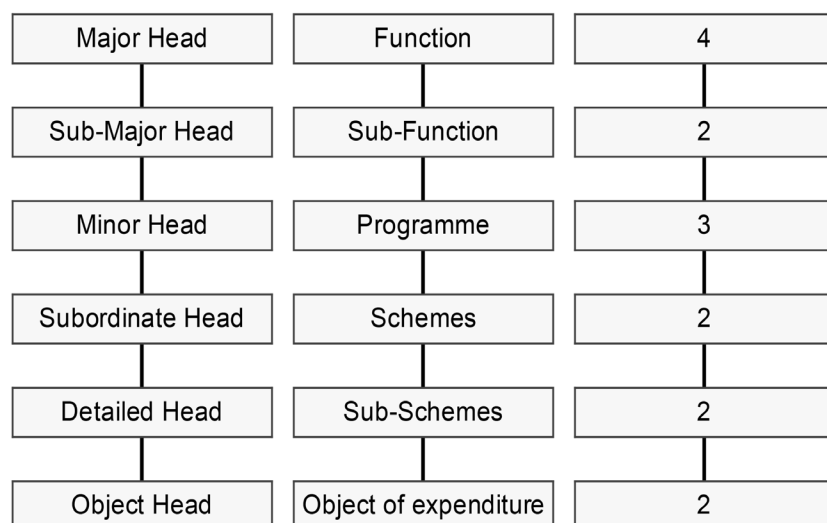 Major Head Function 4
Sub-Major Head Sub-Function 2
Minor Head Programme 3
Subordinate Head Schemes 2
Detailed Head Sub-Schemes 2
Object Head Object of expenditure 2